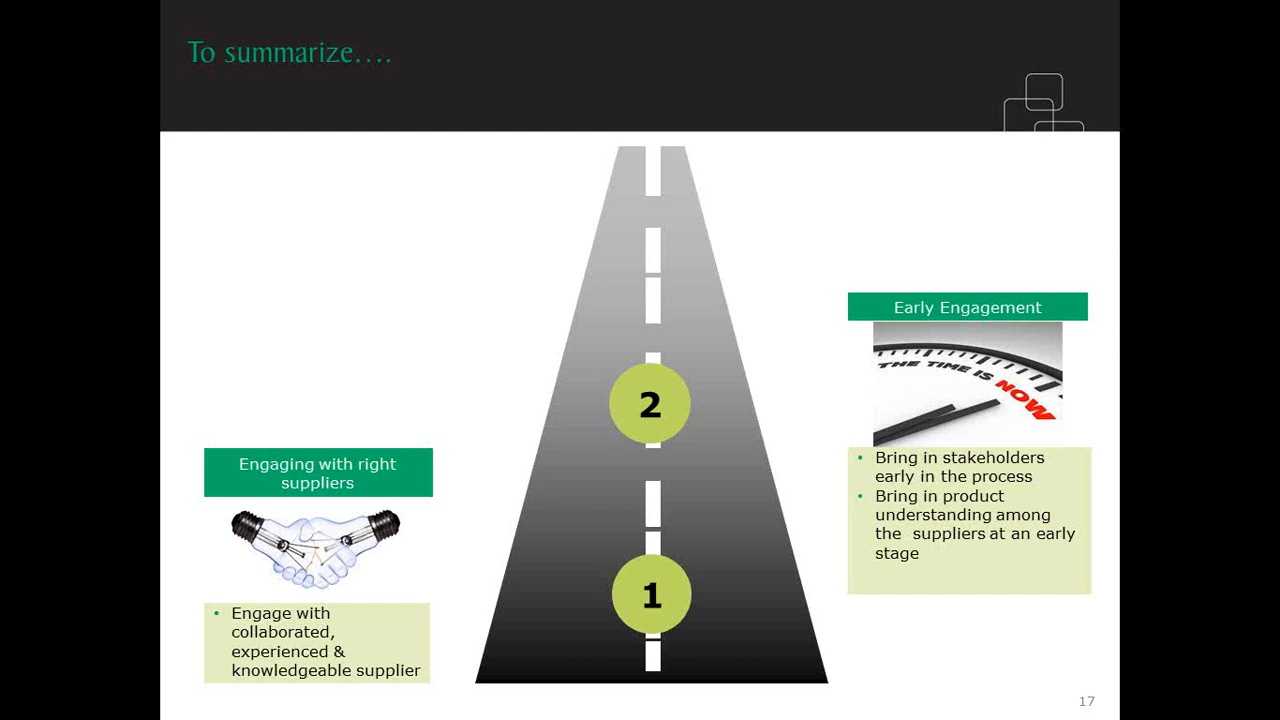 To summarize....
Early Engagement
THE TIME IS NOW
2
Bring in stakeholders
early in the process
Bring in product
understanding among
the suppliers at an early
stage
Engaging with right
suppliers
1
Engage with
collaborated,
experienced &
knowledgeable supplier
17